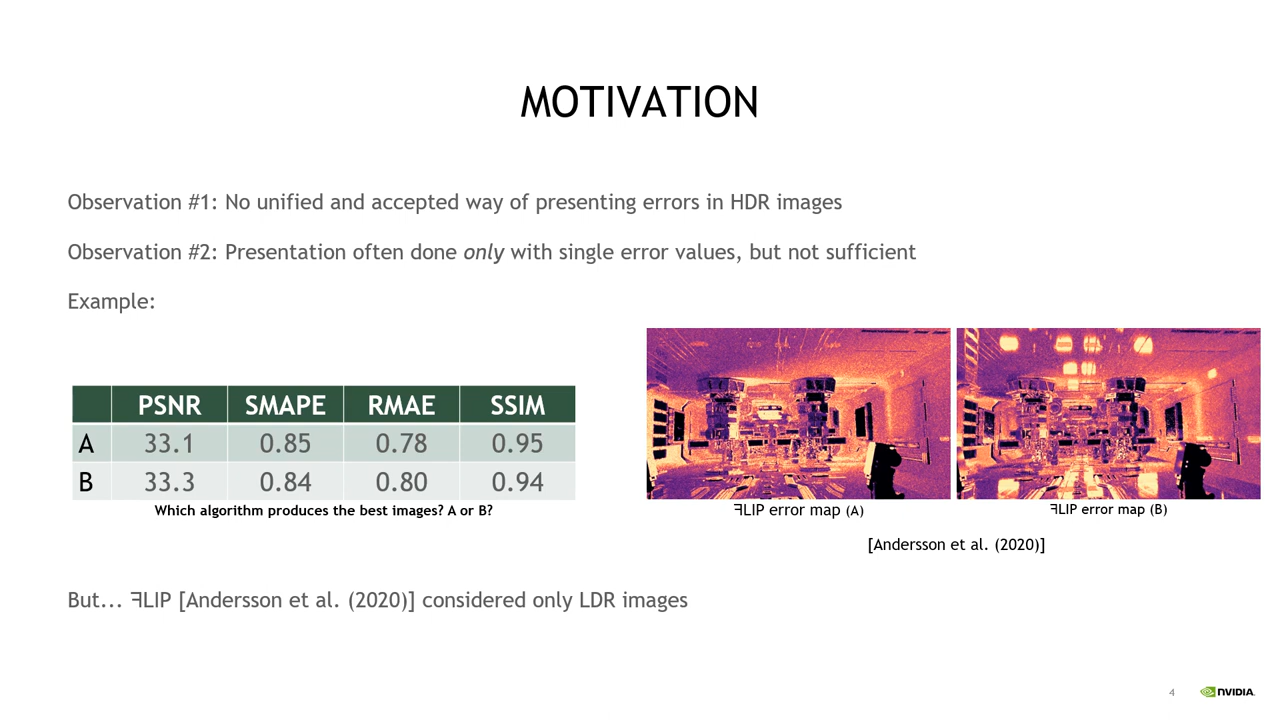 MOTIVATION
Observation #1: No unified and accepted way of presenting errors in HDR images
Observation #2: Presentation often done only with single error values, but not sufficient
Example:
PSNR SMAPE RMAE SSIM
A 33.1 0.85 0.78 0.95
B 33.3 0.84 0.80 0.94
Which algorithm produces the best images? A or B?
ꟻLIP error map (A)
ꟻLIP error map (B)
[Andersson et al. (2020)]
But... ꟻLIP [Andersson et al. (2020)] considered only LDR images
4
NVIDIA.